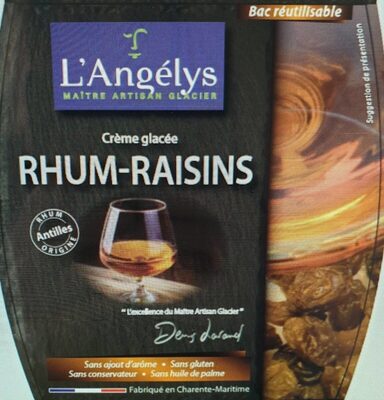 Bac réutilisable
L'Angélys
MAÎTRE ARTISAN GLACIER
Suggestion de présentation
Crème glacée
RHUM-RAISINS
RHUM
Antilles
ORIGINE
" L'excellence du Maître Artisan Glacier "
Sans ajout d'arôme • Sans gluten
Sans conservateur • Sans huile de palme
Fabriqué en Charente-Maritime